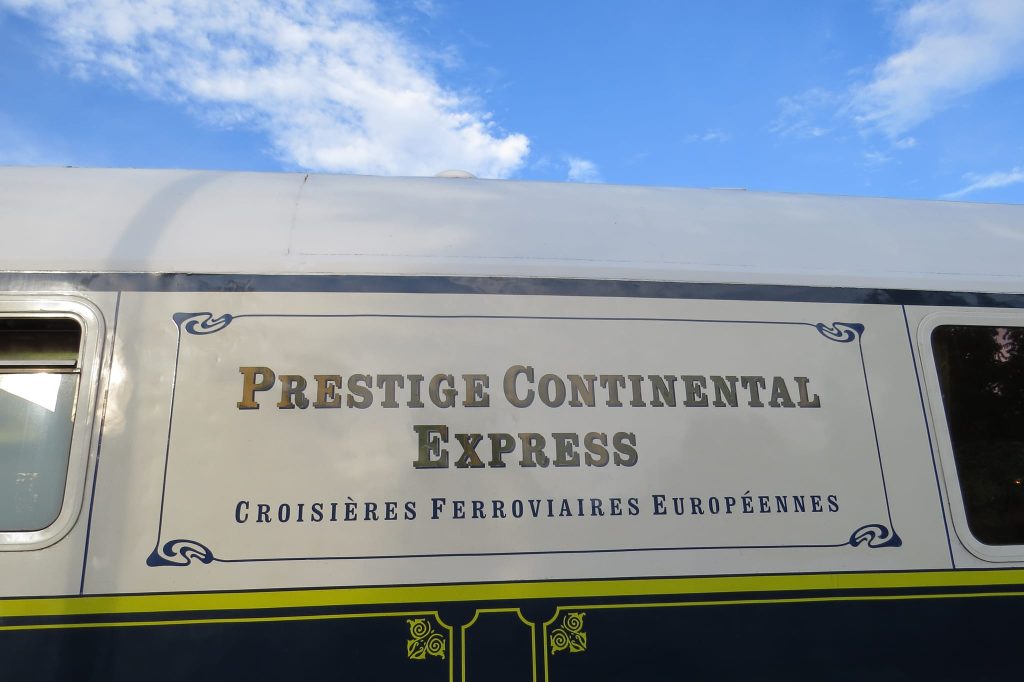 PRESTIGE CONTINENTAL
EXPRESS
CROISIÈRES FERROVIAIRES EUROPÉENNES